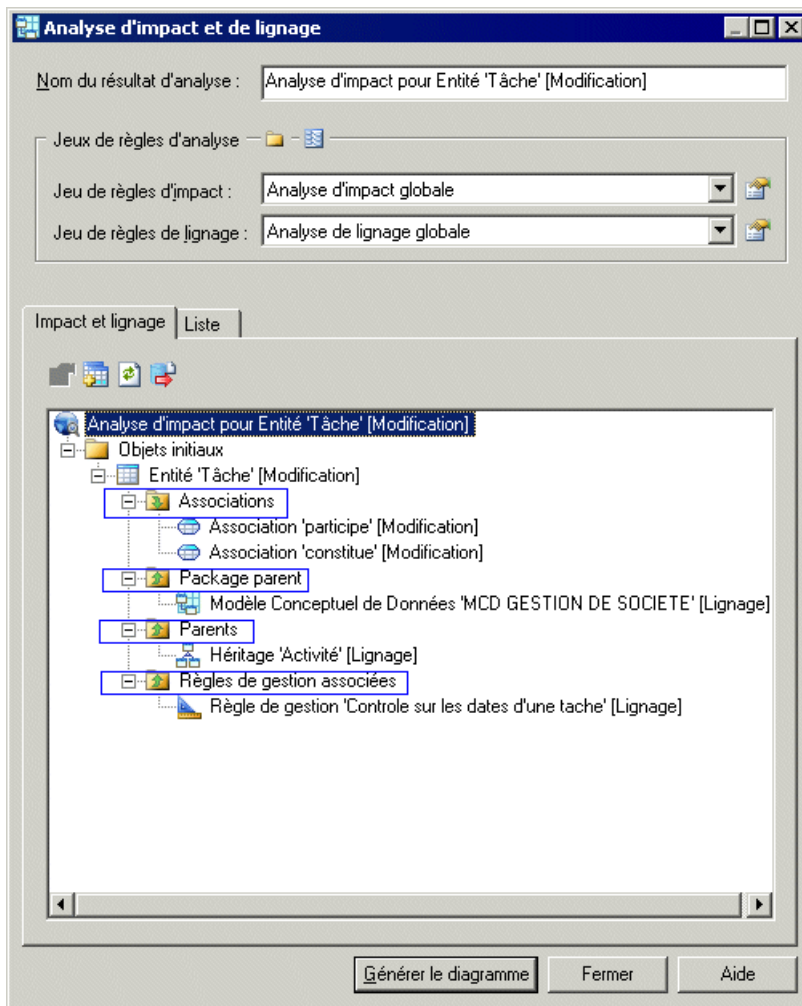 Analyse d'impact et de lignage
Nom du résultat d'analyse :
Analyse d'impact pour Entité 'Tâche' [Modification]
Jeux de règles d'analyse
Jeu de règles d'impact :
Analyse d'impact globale
Jeu de règles de lignage :
Analyse de lignage globale
Impact et lignage
Liste
Analyse d'impact pour Entité 'Tâche' [Modification]
Objets initiaux
Entité 'Tâche' [Modification]
Associations
Association 'participe' [Modification]
Association 'constitue' [Modification]
Package parent
Modèle Conceptuel de Données 'MCD GESTION DE SOCIETE' [Lignage]
Parents
Héritage 'Activité' [Lignage]
Règles de gestion associées
Règle de gestion 'Controle sur les dates d'une tache' [Lignage]
Générer le diagramme
Fermer
Aide